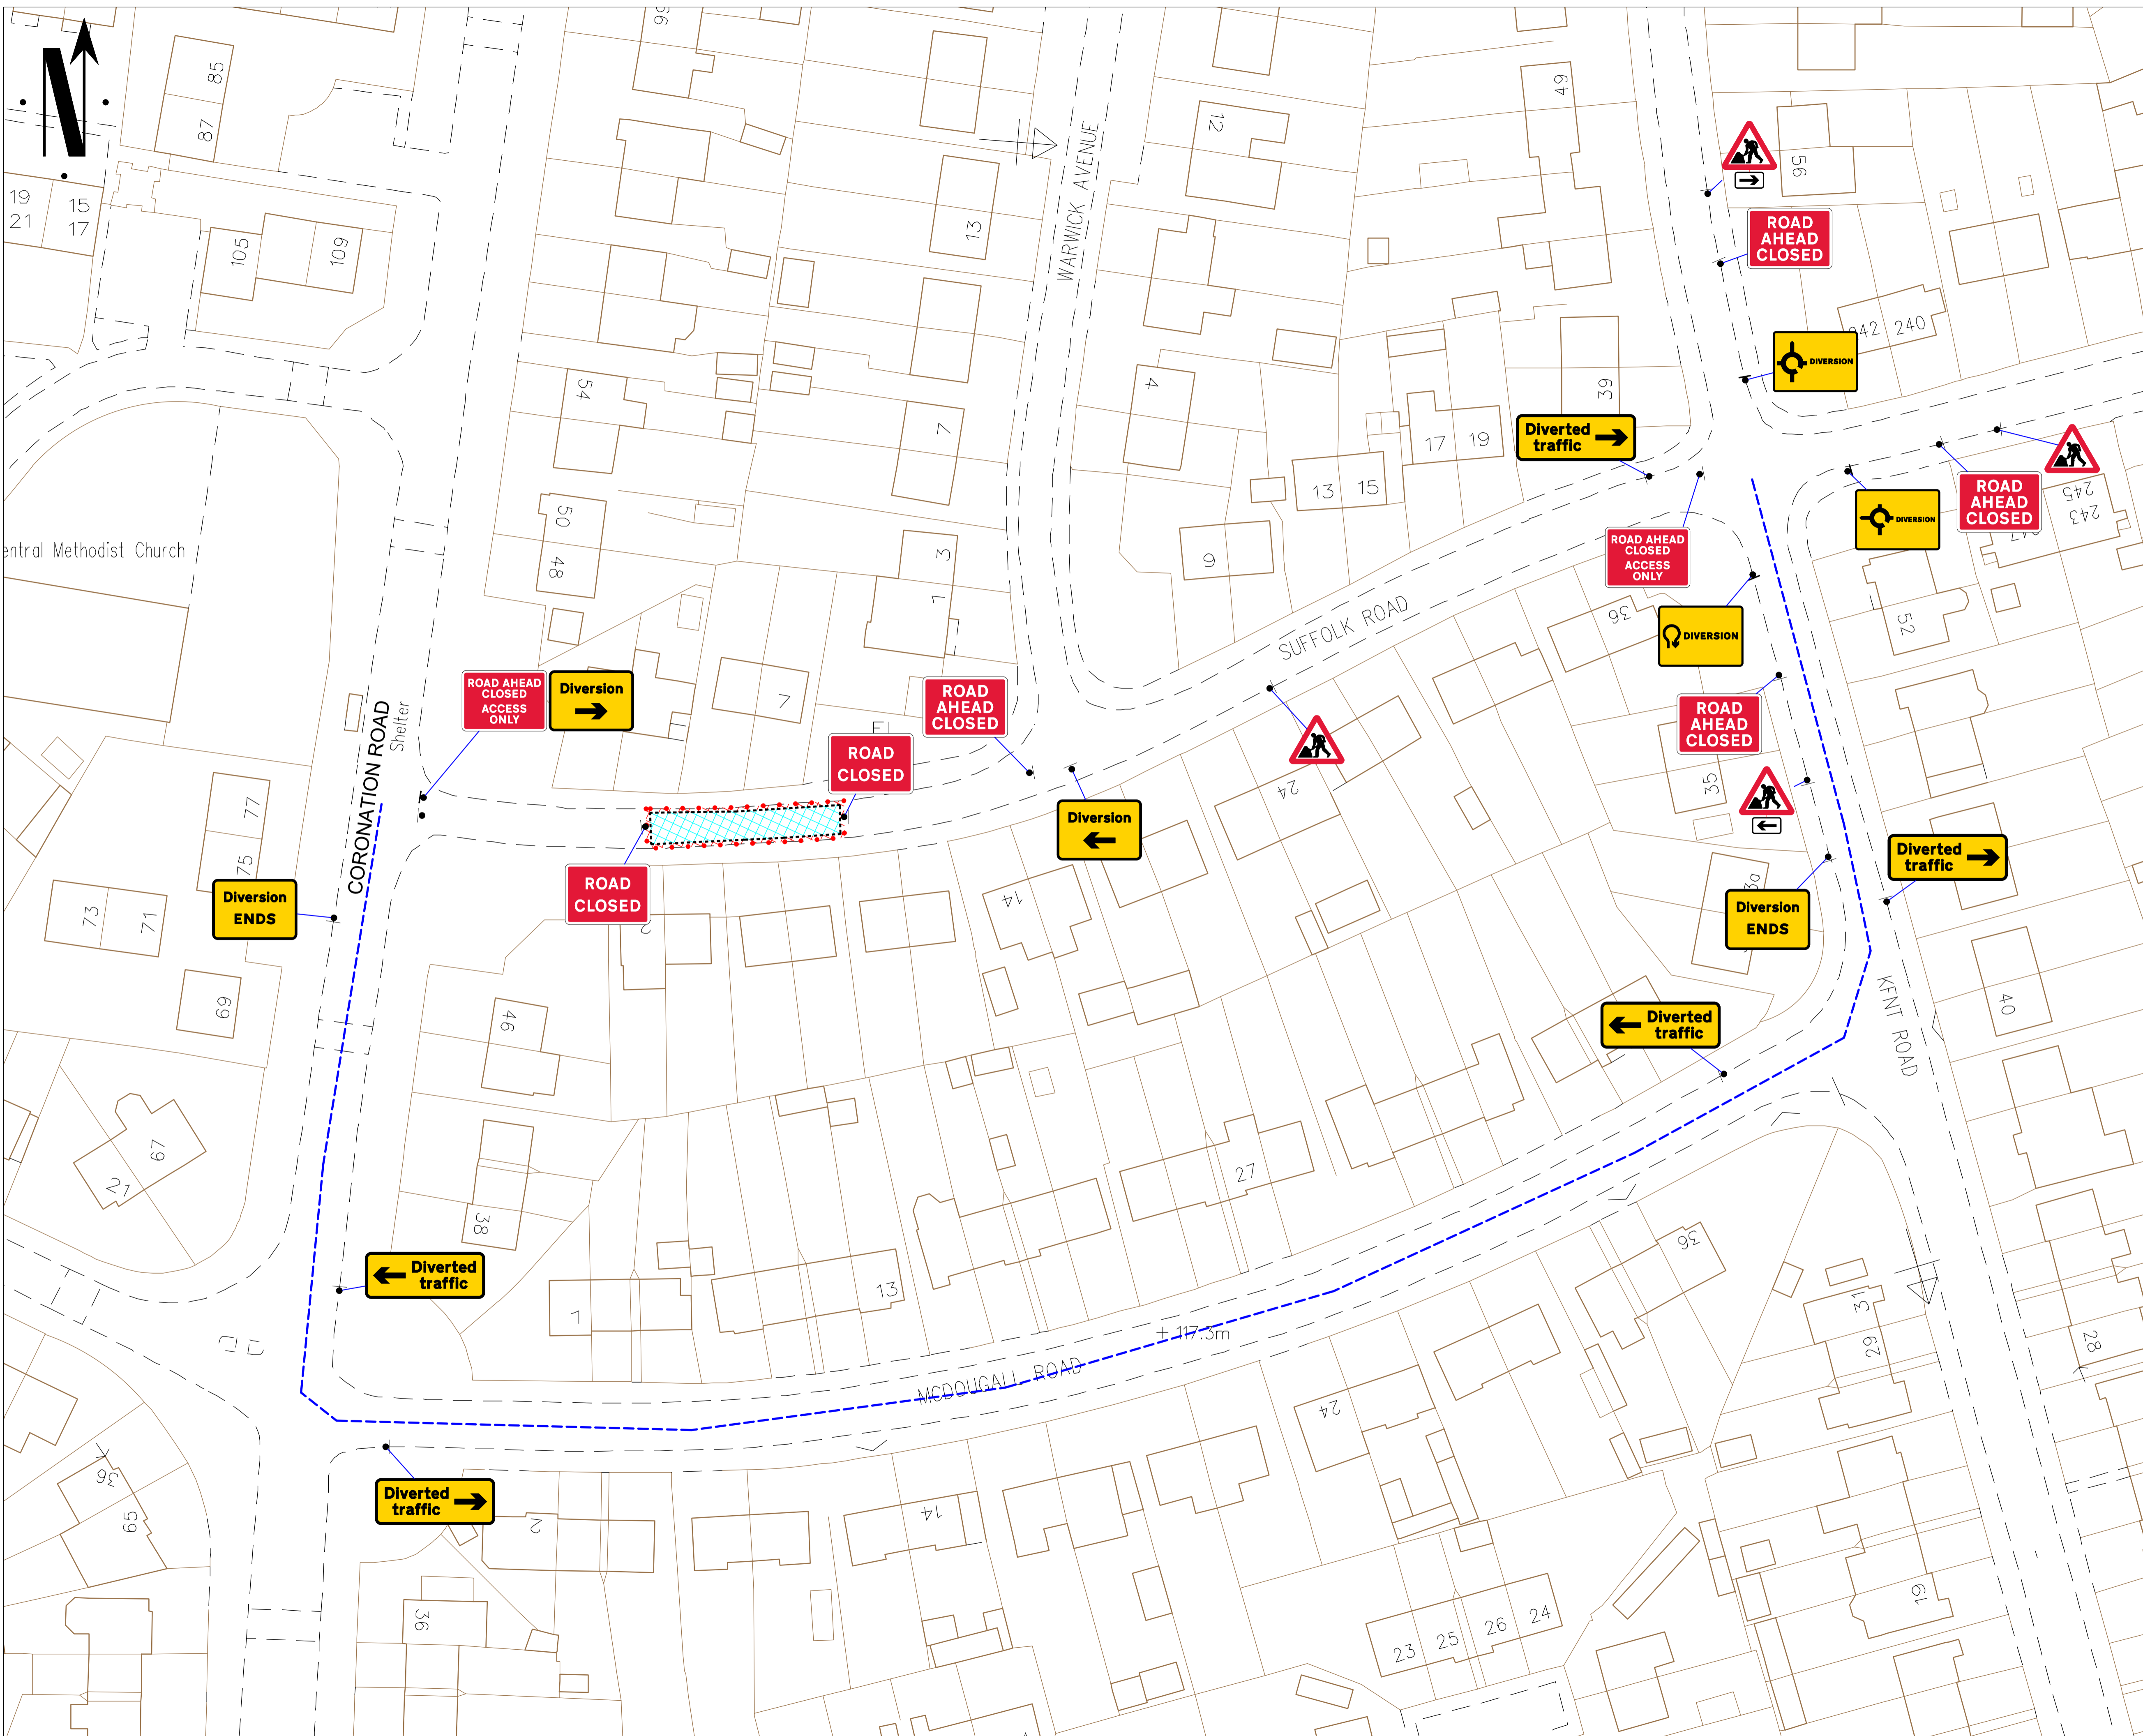 N
85
87
19
21
15
17
105
109
56
13
WARWICK AVENUE
12
49
56
ROAD
AHEAD
CLOSED
242
240
DIVERSION
54
7
4
17
19
39
Diverted
traffic
13
15
9
50
48
3
1
entral Methodist Church
ROAD AHEAD
CLOSED
ACCESS
ONLY
DIVERSION
ROAD
AHEAD
CLOSED
245
243
52
SUFFOLK ROAD
36
DIVERSION
CORONATION ROAD
Shelter
ROAD AHEAD
CLOSED
ACCESS
ONLY
Diversion
7
El
ROAD
AHEAD
CLOSED
ROAD
CLOSED
ROAD
AHEAD
CLOSED
35
24
Diversion
77
75
73
71
69
Diversion
ENDS
ROAD
CLOSED
2
14
Diverted
traffic
Diversion
ENDS
KENT ROAD
40
46
Diverted
traffic
67
21
38
27
36
Diverted
traffic
1
13
117.3m
MCDOUGALL ROAD
31
29
28
24
36
65
Diverted
traffic
2
14
36
23
25
26
24
19